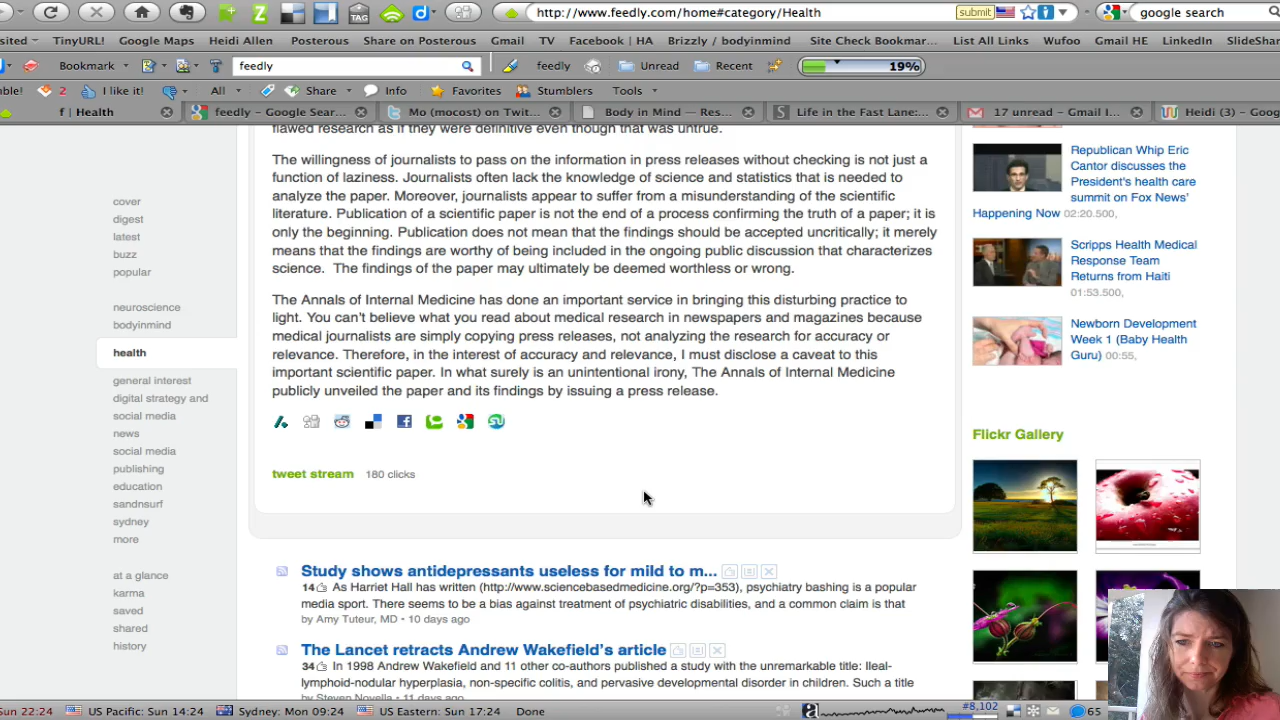 http://www.feedly.com/home#category/Health
submit
google search
sited
TinyURL!
Google Maps
Heidi Allen
Posterous
Share on Posterous
Gmail
TV
Facebook | HA
Brizzly / bodyinmind
Site Check Bookmar...
List All Links
Wufoo
Gmail HE
LinkedIn
SlideShar
Bookmark
feedly
feedly
Unread
Recent
19%
ble!
2
I like it!
All
Share
Info
Favorites
Stumblers
Tools
f | Health
feedly - Google Sear...
Mo (mocost) on Twit...
Body in Mind — Res...
Life in the Fast Lane:...
17 unread — Gmail I...
Heidi (3) – Goog
flawed research as if they were definitive even though that was untrue.
The willingness of journalists to pass on the information in press releases without checking is not just a
function of laziness. Journalists often lack the knowledge of science and statistics that is needed to
analyze the paper. Moreover, journalists appear to suffer from a misunderstanding of the scientific
literature. Publication of a scientific paper is not the end of a process confirming the truth of a paper; it is
only the beginning. Publication does not mean that the findings should be accepted uncritically; it merely
means that the findings are worthy of being included in the ongoing public discussion that characterizes
science.  The findings of the paper may ultimately be deemed worthless or wrong.
The Annals of Internal Medicine has done an important service in bringing this disturbing practice to
light. You can't believe what you read about medical research in newspapers and magazines because
medical journalists are simply copying press releases, not analyzing the research for accuracy or
relevance. Therefore, in the interest of accuracy and relevance, I must disclose a caveat to this
important scientific paper. In what surely is an unintentional irony, The Annals of Internal Medicine
publicly unveiled the paper and its findings by issuing a press release.
tweet stream 180 clicks
Study shows antidepressants useless for mild to m...
14 As Harriet Hall has written (http://www.sciencebasedmedicine.org/?p=353), psychiatry bashing is a popular
media sport. There seems to be a bias against treatment of psychiatric disabilities, and a common claim is that
by Amy Tuteur, MD • 10 days ago
The Lancet retracts Andrew Wakefield's article
34 In 1998 Andrew Wakefield and 11 other co-authors published a study with the unremarkable title: Ileal-
lymphoid-nodular hyperplasia, non-specific colitis, and pervasive developmental disorder in children. Such a title
by Steven Novella • 11 days ago
cover
digest
latest
buzz
popular
neuroscience
bodyinmind
health
general interest
digital strategy and
social media
news
social media
publishing
education
sandnsurf
sydney
more
at a glance
karma
saved
shared
history
Republican Whip Eric
Cantor discusses the
President's health care
summit on Fox News'
Happening Now 02:20.500,
Scripps Health Medical
Response Team
Returns from Haiti
01:53.500,
Newborn Development
Week 1 (Baby Health
Guru) 00:55,
Flickr Gallery
TAG
Sun 22:24
US Pacific: Sun 14:24
Sydney: Mon 09:24
US Eastern: Sun 17:24
Done
#8,102
65